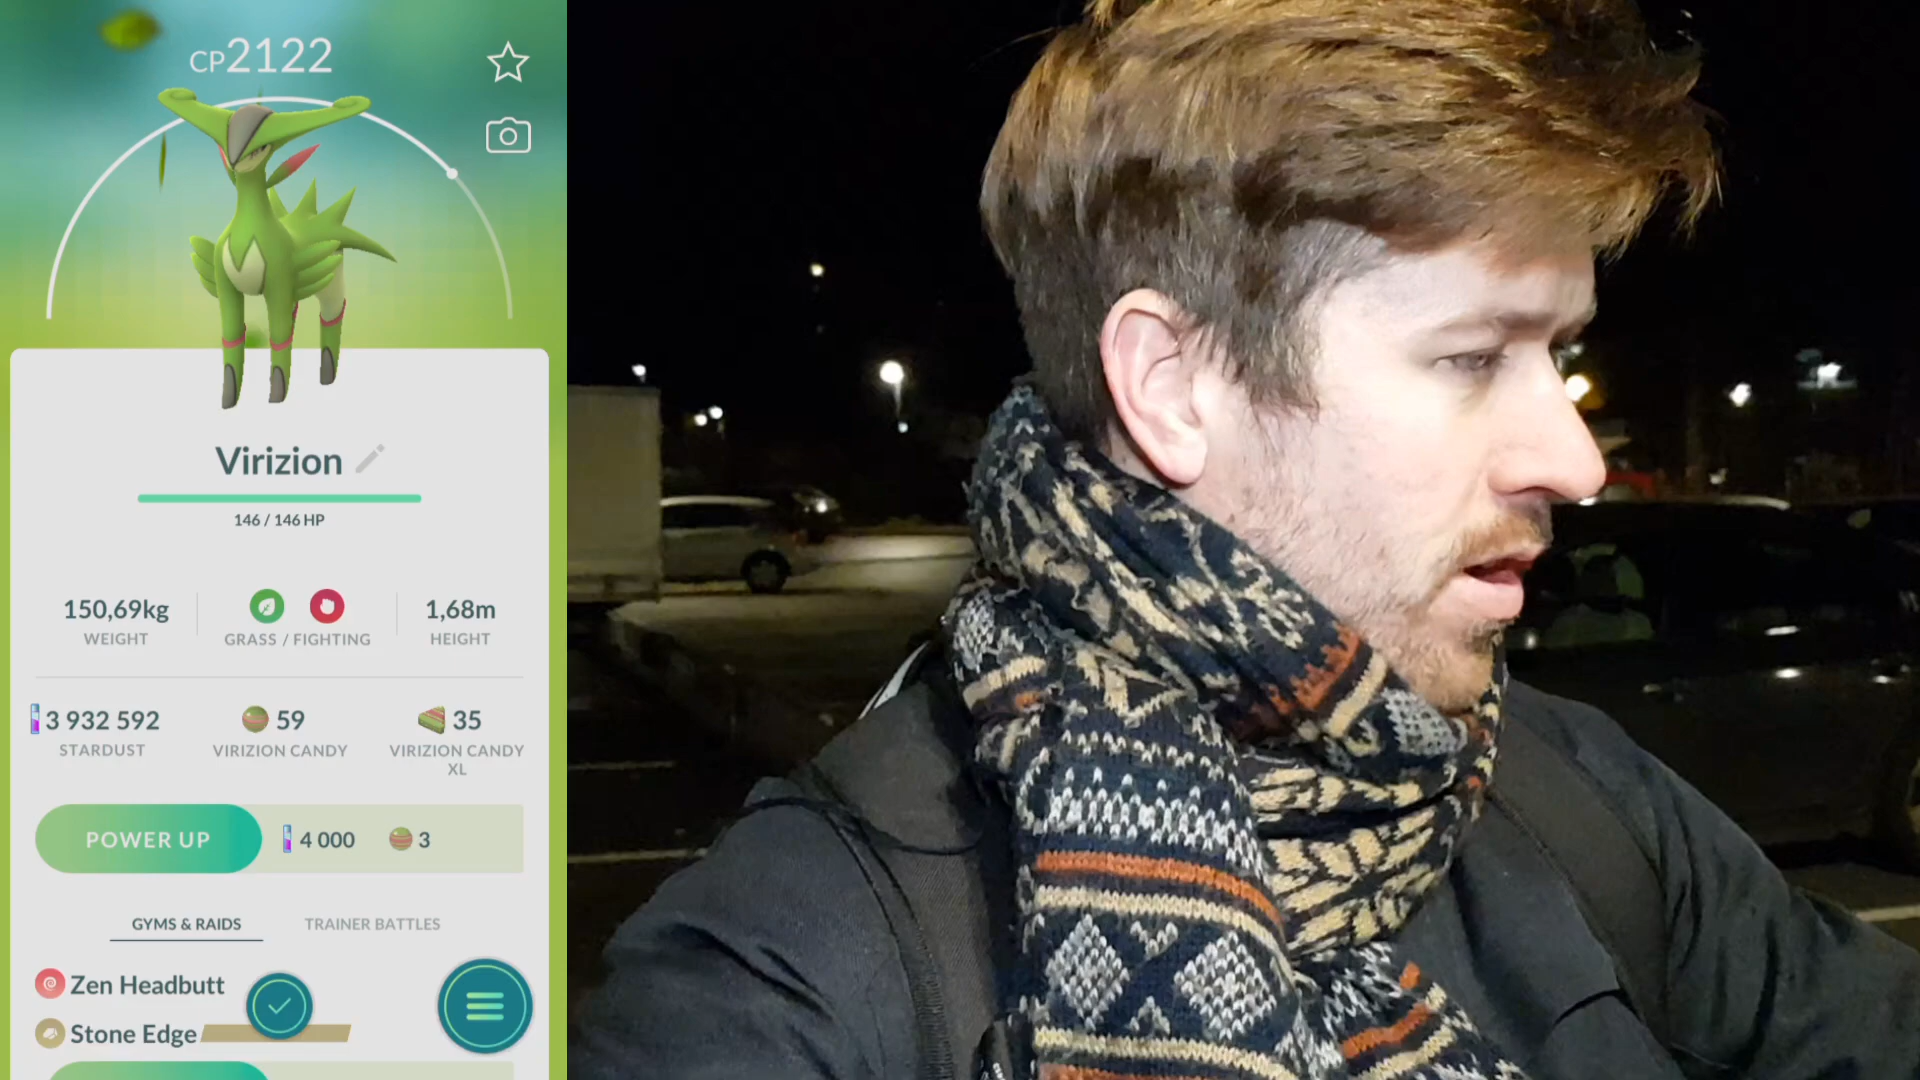 CP2122
Virizion
146 / 146 HP
150,69kg
WEIGHT
GRASS / FIGHTING
1,68m
HEIGHT
3 932 592
STARDUST
59
VIRIZION CANDY
35
VIRIZION CANDY
XL
POWER UP
4 000
3
GYMS & RAIDS
TRAINER BATTLES
Zen Headbutt
Stone Edge